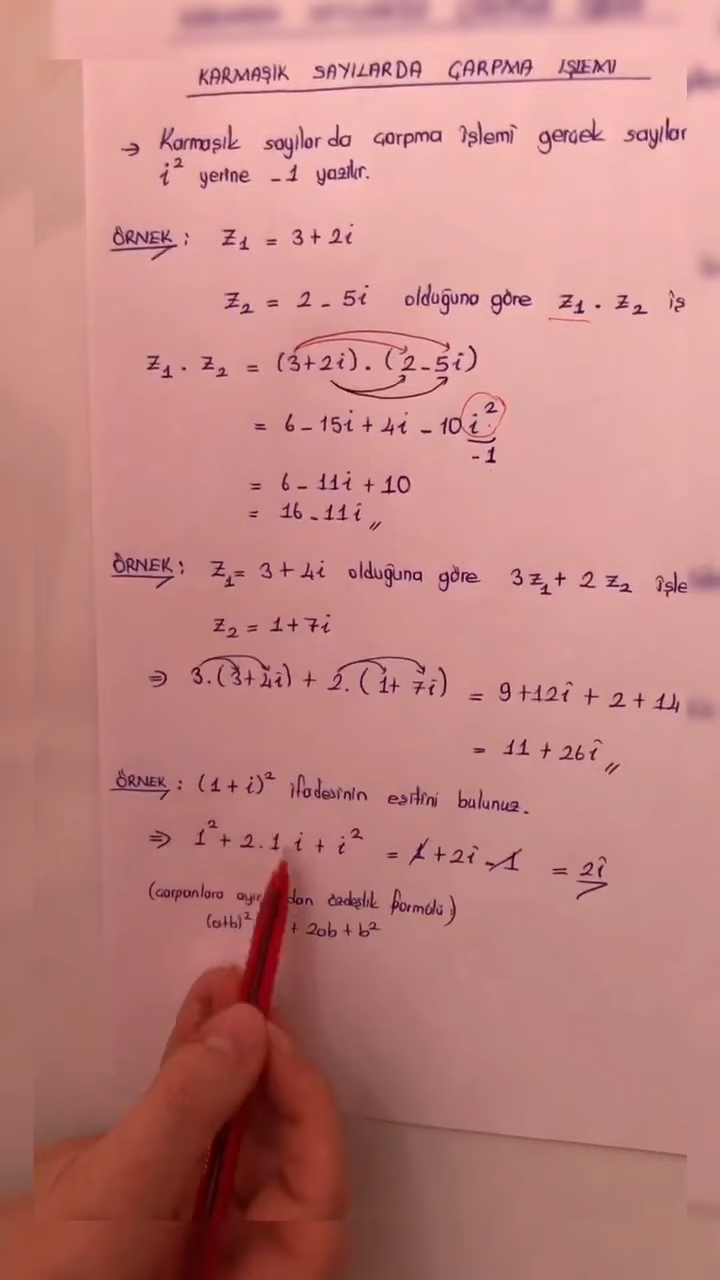 KARMAŞIK SAYILARDA ÇARPMA İŞLEMİ
→ Karmaşık sayılarda çarpma işlemi gerçek sayılar
i² yerine -1 yazılır.
ÖRNEK: Z₁ = 3+2i
Z₂ = 2-5i olduğuna göre Z₁ . Z₂ iş
Z₁ . Z₂ = (3+2i) . (2-5i)
= 6-15i+4i-10i²
-1
= 6-11i+10
= 16-11i,,
ÖRNEK: Z₁= 3+4i olduğuna göre 3Z₁+2Z₂ işle
Z₂ = 1+7i
⇒ 3.(3+4i) + 2.(1+7i) = 9+12i+2+14
= 11+26i,,
ÖRNEK: (1+i)² ifadesinin eşitini bulunuz.
⇒ 1²+2.1 i+i² = 1+2i-1 = 2i
(çarpanlara özdeşlik formülü)
(a+b)² + 2ab + b²